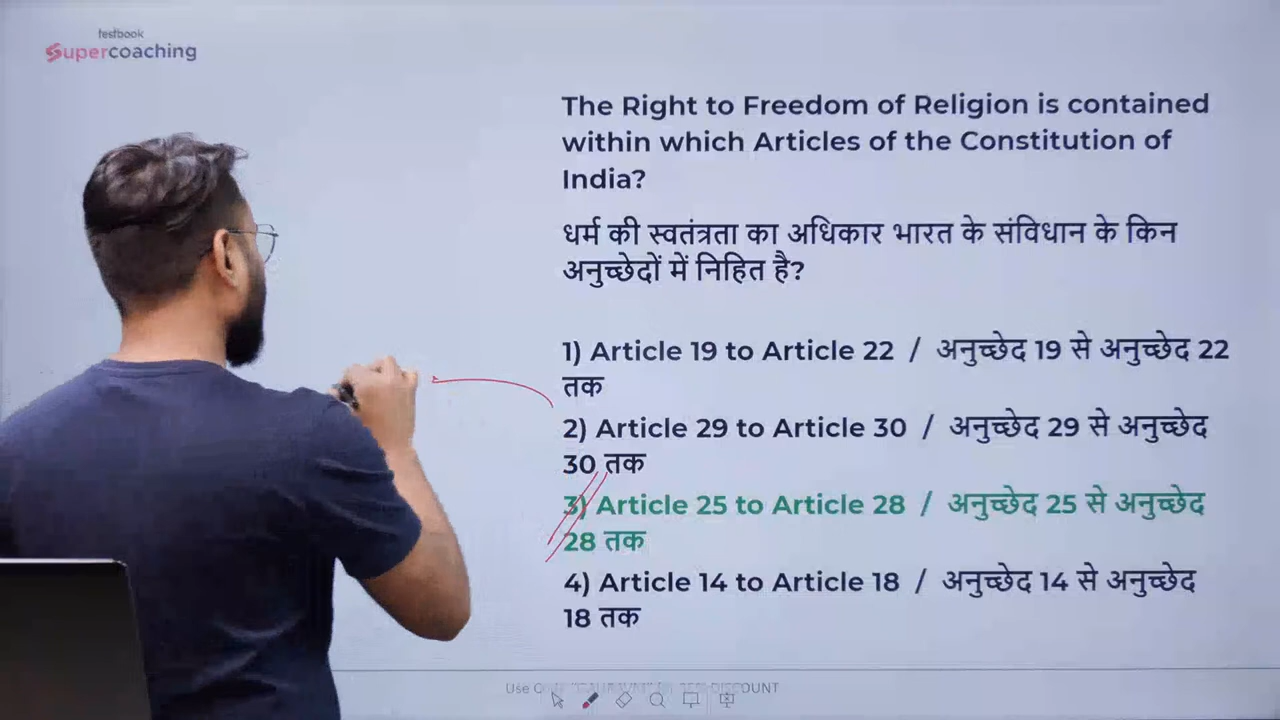 testbook
Supercoaching
The Right to Freedom of Religion is contained
within which Articles of the Constitution of
India?
धर्म की स्वतंत्रता का अधिकार भारत के संविधान के किन
अनुच्छेदों में निहित है?
1) Article 19 to Article 22 / अनुच्छेद 19 से अनुच्छेद 22
तक
2) Article 29 to Article 30 / अनुच्छेद 29 से अनुच्छेद
30 तक
3) Article 25 to Article 28 / अनुच्छेद 25 से अनुच्छेद
28 तक
4) Article 14 to Article 18 / अनुच्छेद 14 से अनुच्छेद
18 तक
Use